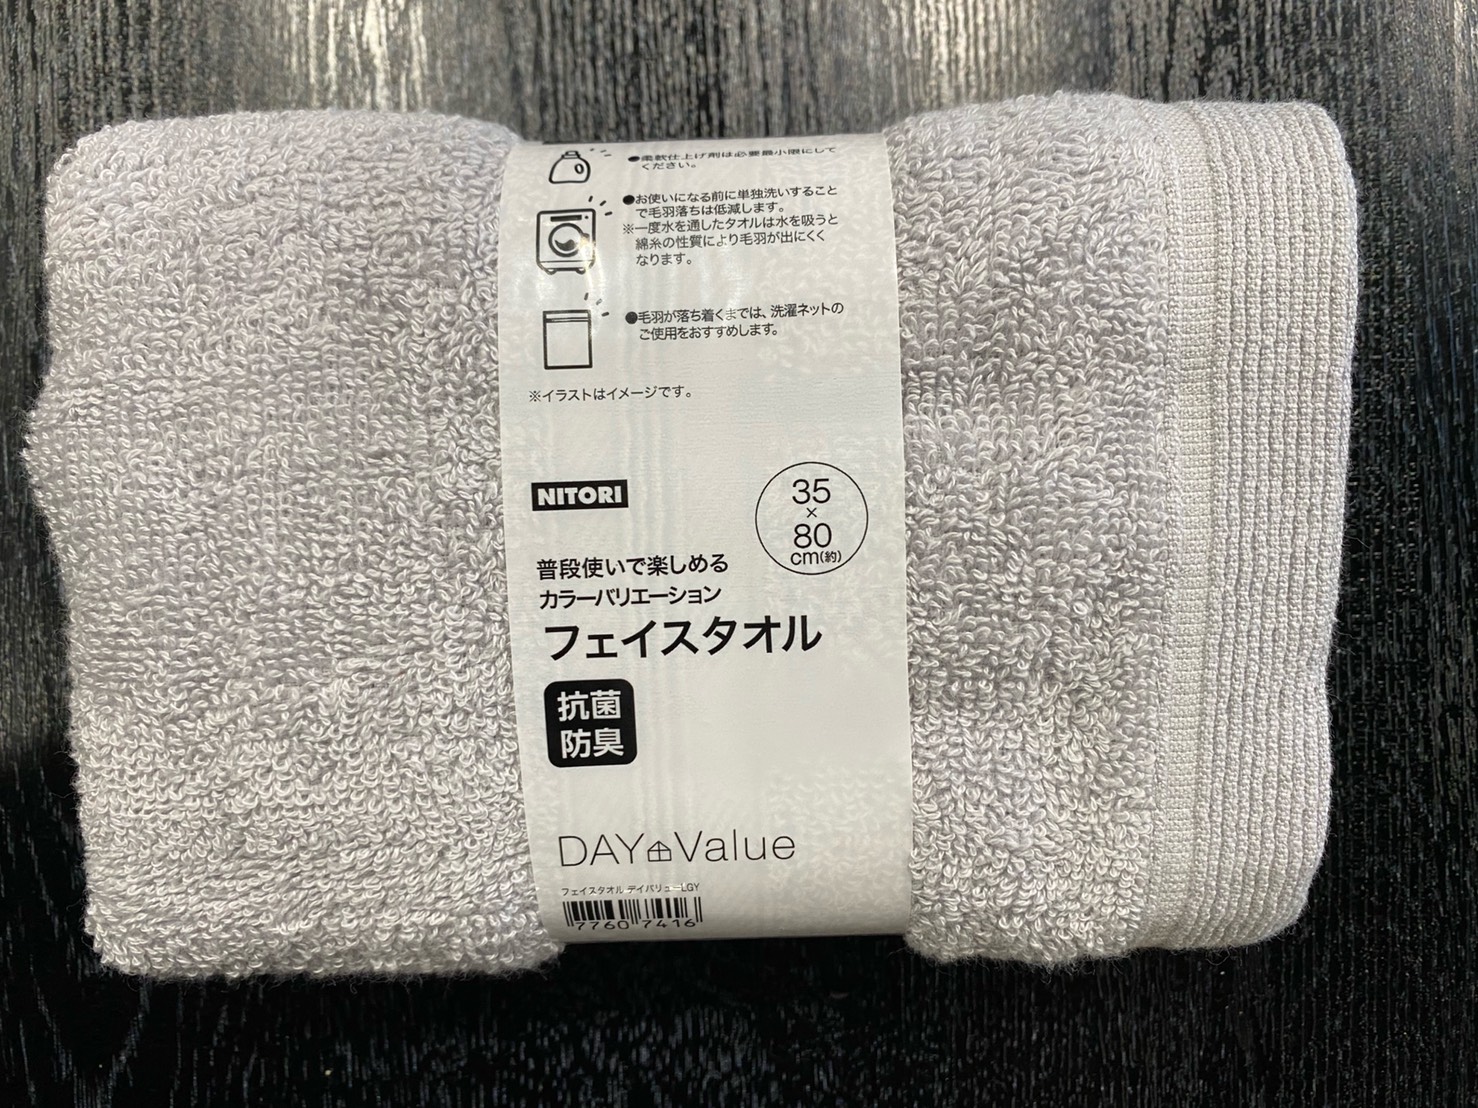 ●柔軟仕上げ剤は必要最小限にして
ください。
●お使いになる前に単独洗いすること
で毛羽落ちは低減します。
※一度水を通したタオルは水を吸うと
綿糸の性質により毛羽が出にくく
なります。
●毛羽が落ち着くまでは、洗濯ネットの
ご使用をおすすめします。
※イラストはイメージです。
NITORI
35
×
80
cm(約)
普段使いで楽しめる
カラーバリエーション
フェイスタオル
抗菌
防臭
DAY Value
フェイスタオル デイバリューLGY
7760 7416